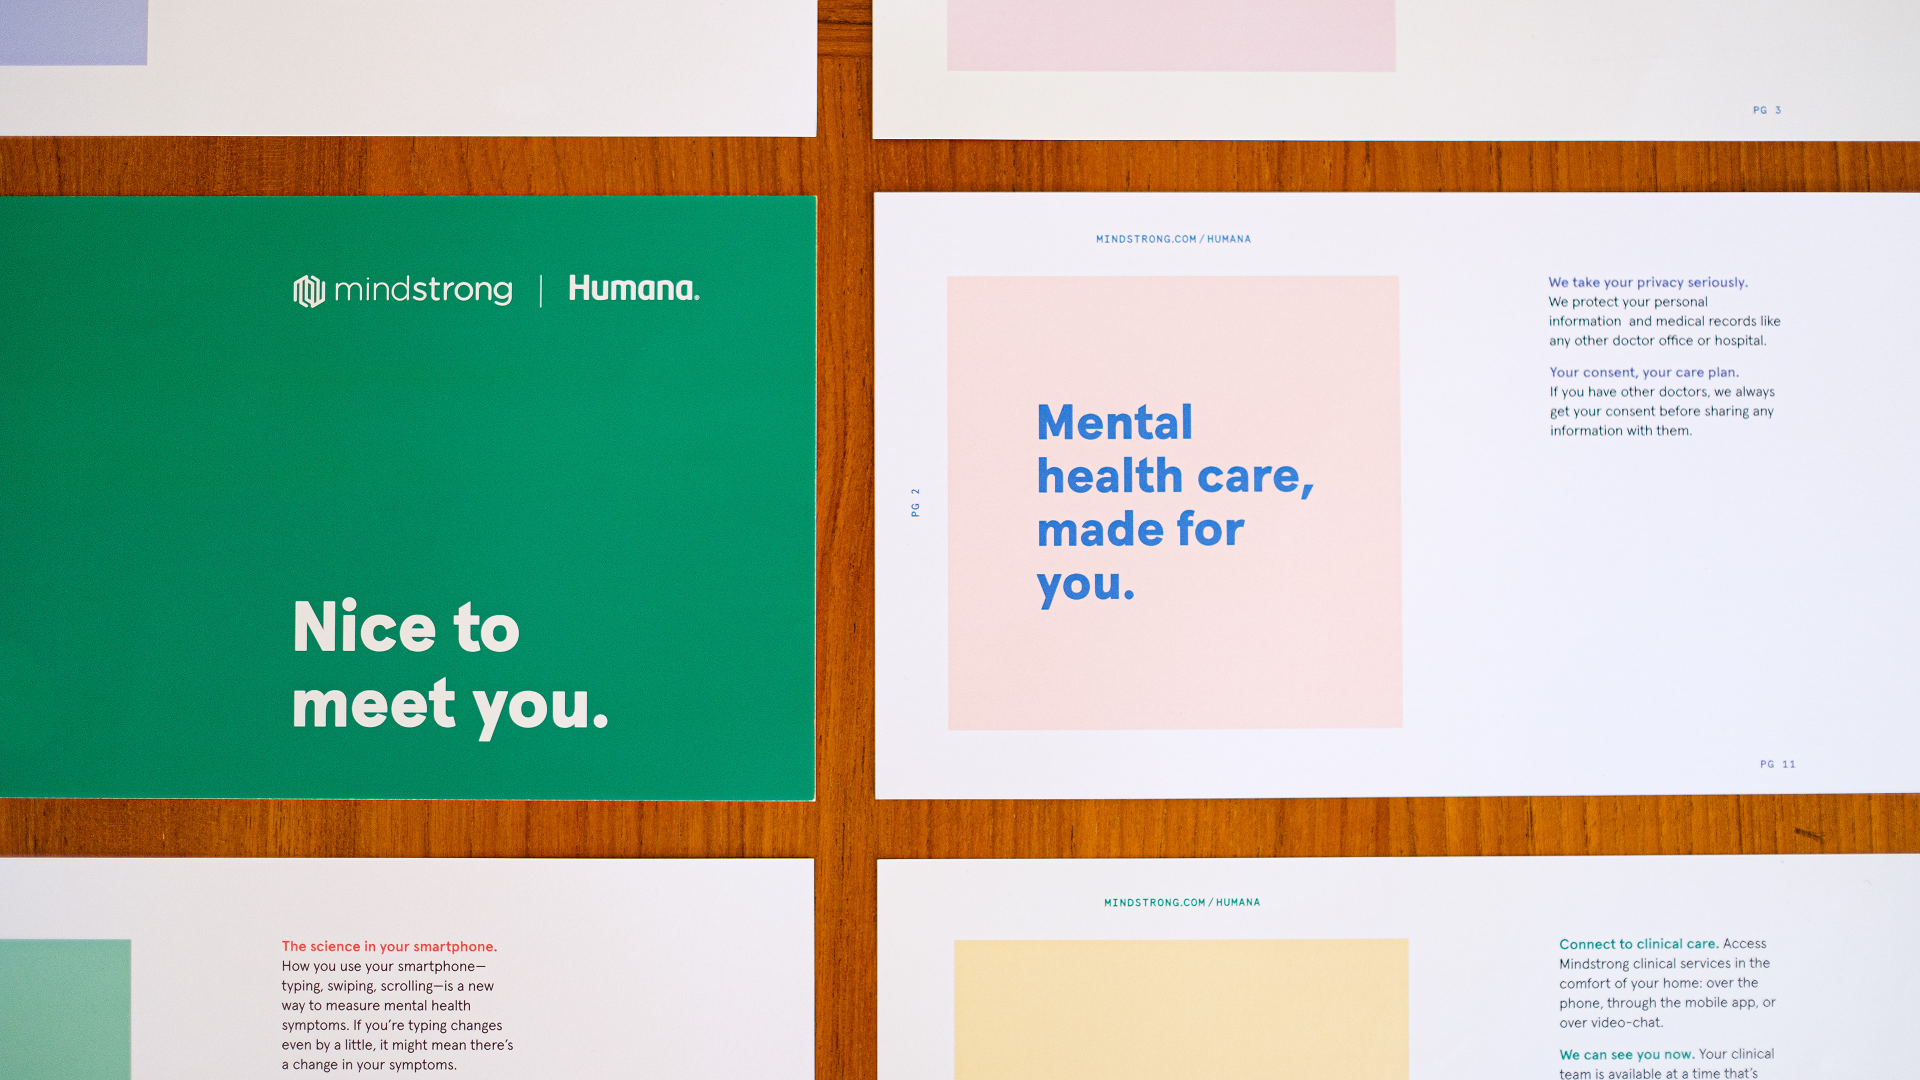 PG 3
mindstrong | Humana.
Nice to
meet you.
MINDSTRONG.COM/HUMANA
PG 2
Mental
health care,
made for
you.
We take your privacy seriously.
We protect your personal
information and medical records like
any other doctor office or hospital.
Your consent, your care plan.
If you have other doctors, we always
get your consent before sharing any
information with them.
PG 11
The science in your smartphone.
How you use your smartphone—
typing, swiping, scrolling—is a new
way to measure mental health
symptoms. If you're typing changes
even by a little, it might mean there's
a change in your symptoms.
MINDSTRONG.COM/HUMANA
Connect to clinical care. Access
Mindstrong clinical services in the
comfort of your home: over the
phone, through the mobile app, or
over video-chat.
We can see you now. Your clinical
team is available at a time that's